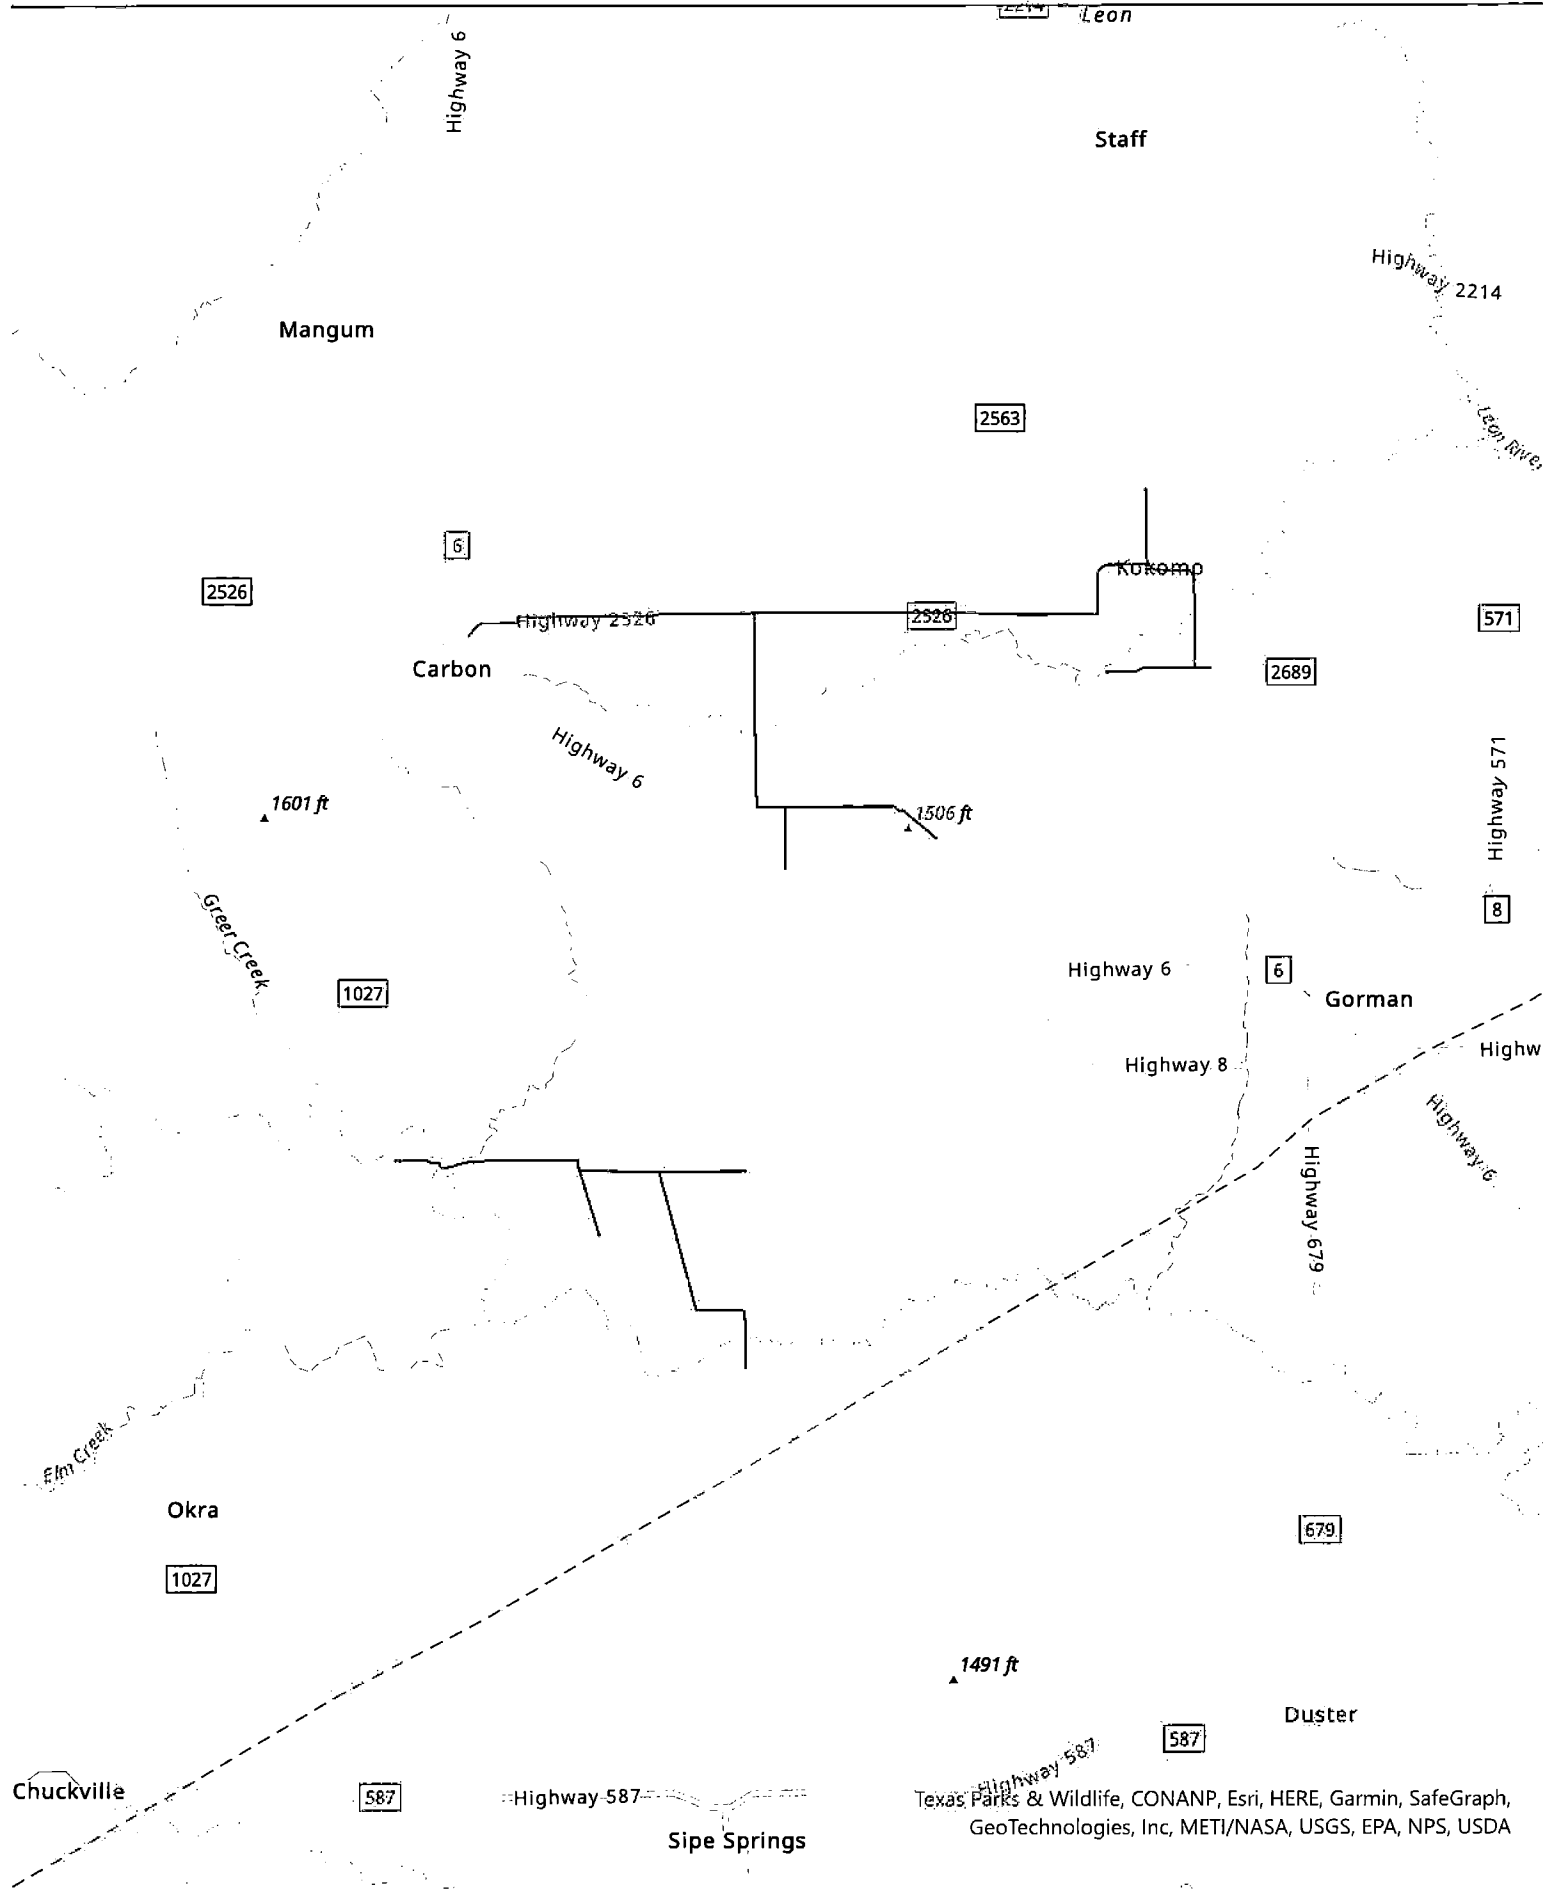 Leon
Highway 6
Staff
Highway 2214
Mangum
2563
Leon River
6
Kokomo
2526
Highway 2526
2526
571
Carbon
2689
Highway 6
Highway 571
1601 ft
1506 ft
8
Greer Creek
Highway 6
6
1027
Gorman
Highw
Highway 8
Highway 6
Highway 679
Elm Creek
Okra
679
1027
1491 ft
Duster
587
Highway 587
Chuckville
587
Highway 587
Texas Parks & Wildlife, CONANP, Esri, HERE, Garmin, SafeGraph,
GeoTechnologies, Inc, METI/NASA, USGS, EPA, NPS, USDA
Sipe Springs